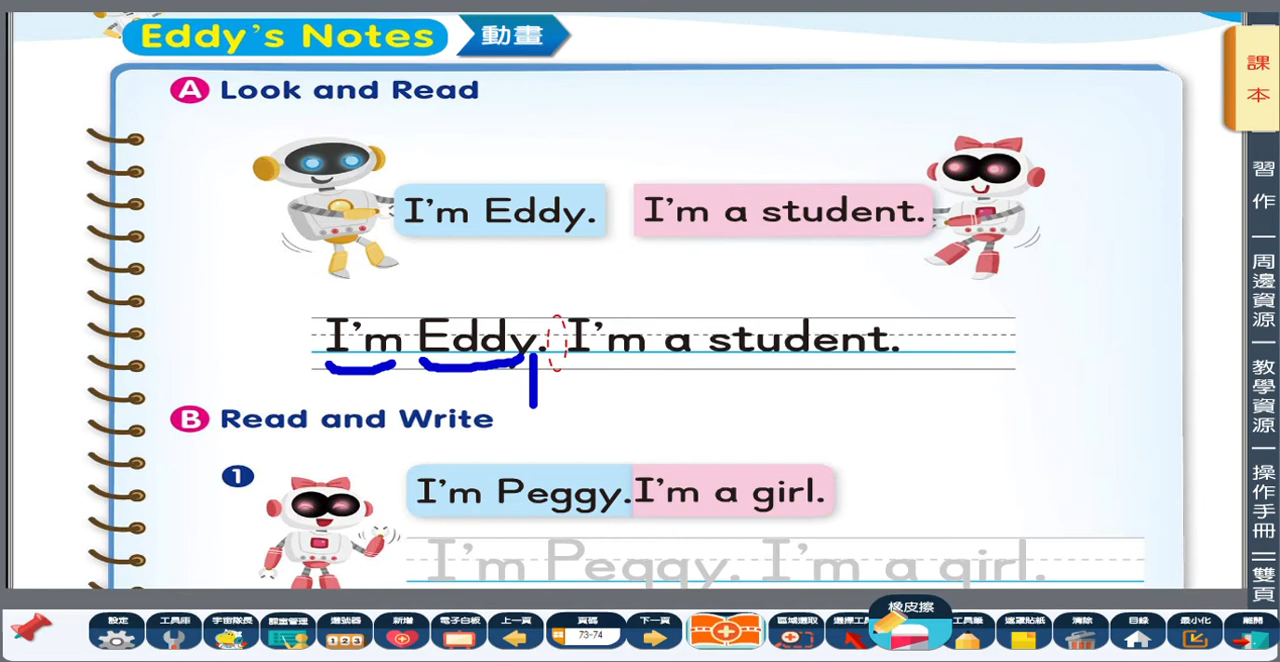 Eddy's Notes 動畫
A Look and Read
I'm Eddy. I'm a student.
I'm Eddy. I'm a student.
B Read and Write
1 I'm Peggy. I'm a girl.
I'm Peggy. I'm a girl.
課本
習作
周邊資源
教學資源
操作手冊
雙頁
設定 工具庫 宇宙隊長 課堂管理 選號器 新增 電子白板 上一頁 頁碼 下一頁 區域選取 選擇工具 橡皮擦 工具筆 遮罩貼紙 清除 目錄 最小化 離開
123 73-74